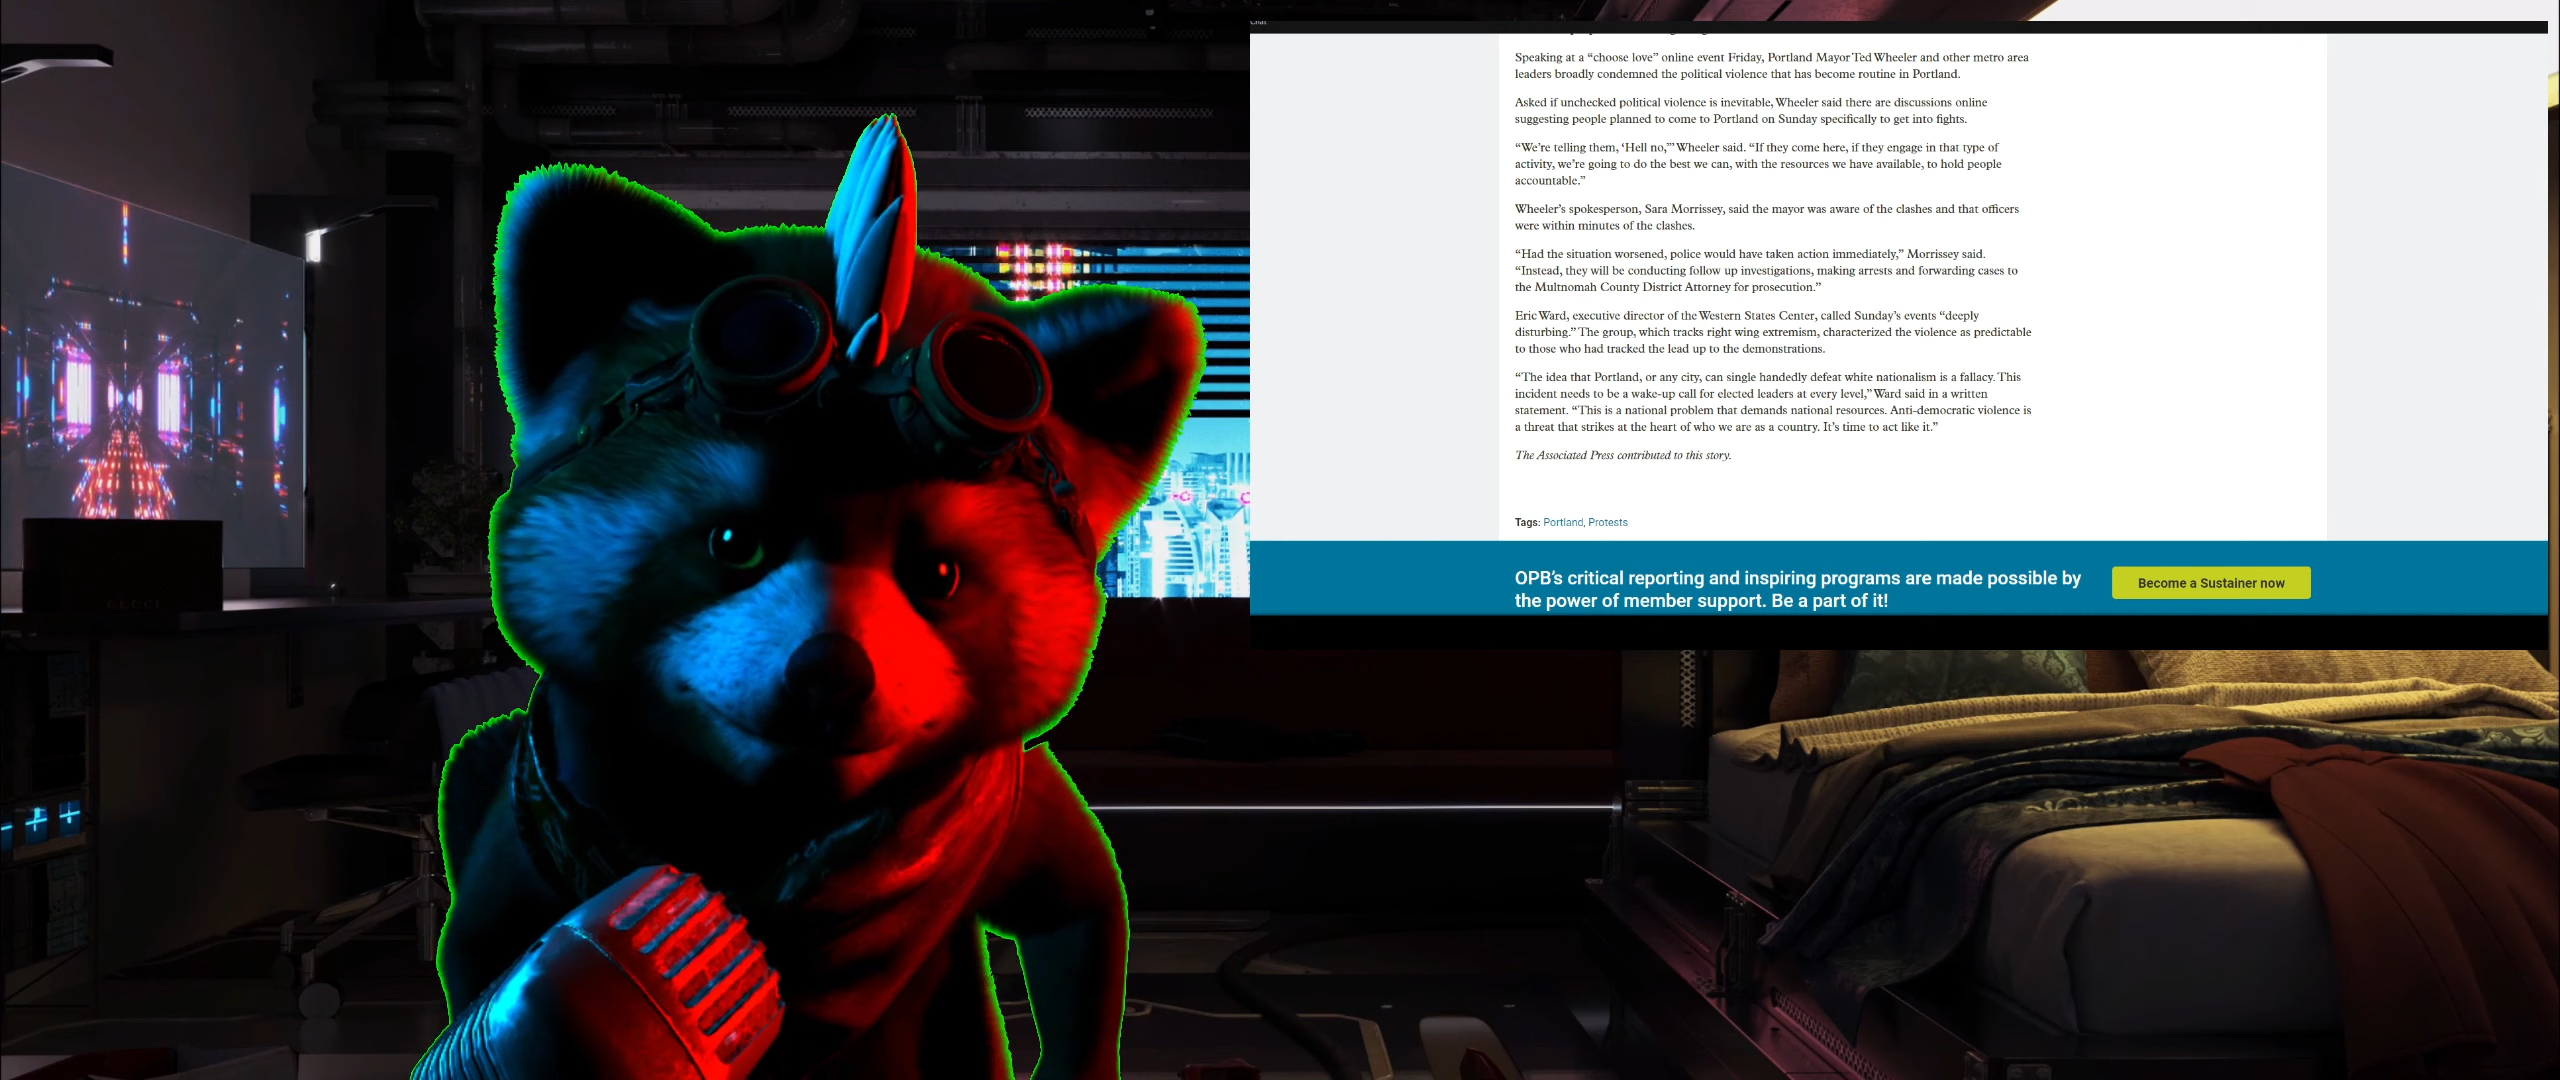 Chat
Speaking at a “choose love” online event Friday, Portland Mayor Ted Wheeler and other metro area
leaders broadly condemned the political violence that has become routine in Portland.
Asked if unchecked political violence is inevitable, Wheeler said there are discussions online
suggesting people planned to come to Portland on Sunday specifically to get into fights.
“We’re telling them, ‘Hell no,’” Wheeler said. “If they come here, if they engage in that type of
activity, we’re going to do the best we can, with the resources we have available, to hold people
accountable.”
Wheeler’s spokesperson, Sara Morrissey, said the mayor was aware of the clashes and that officers
were within minutes of the clashes.
“Had the situation worsened, police would have taken action immediately,” Morrissey said.
“Instead, they will be conducting follow up investigations, making arrests and forwarding cases to
the Multnomah County District Attorney for prosecution.”
Eric Ward, executive director of the Western States Center, called Sunday’s events “deeply
disturbing.” The group, which tracks right wing extremism, characterized the violence as predictable
to those who had tracked the lead up to the demonstrations.
“The idea that Portland, or any city, can single handedly defeat white nationalism is a fallacy. This
incident needs to be a wake-up call for elected leaders at every level,” Ward said in a written
statement. “This is a national problem that demands national resources. Anti-democratic violence is
a threat that strikes at the heart of who we are as a country. It’s time to act like it.”
The Associated Press contributed to this story.
Tags: Portland, Protests
OPB’s critical reporting and inspiring programs are made possible by
the power of member support. Be a part of it!
Become a Sustainer now
GUCCI